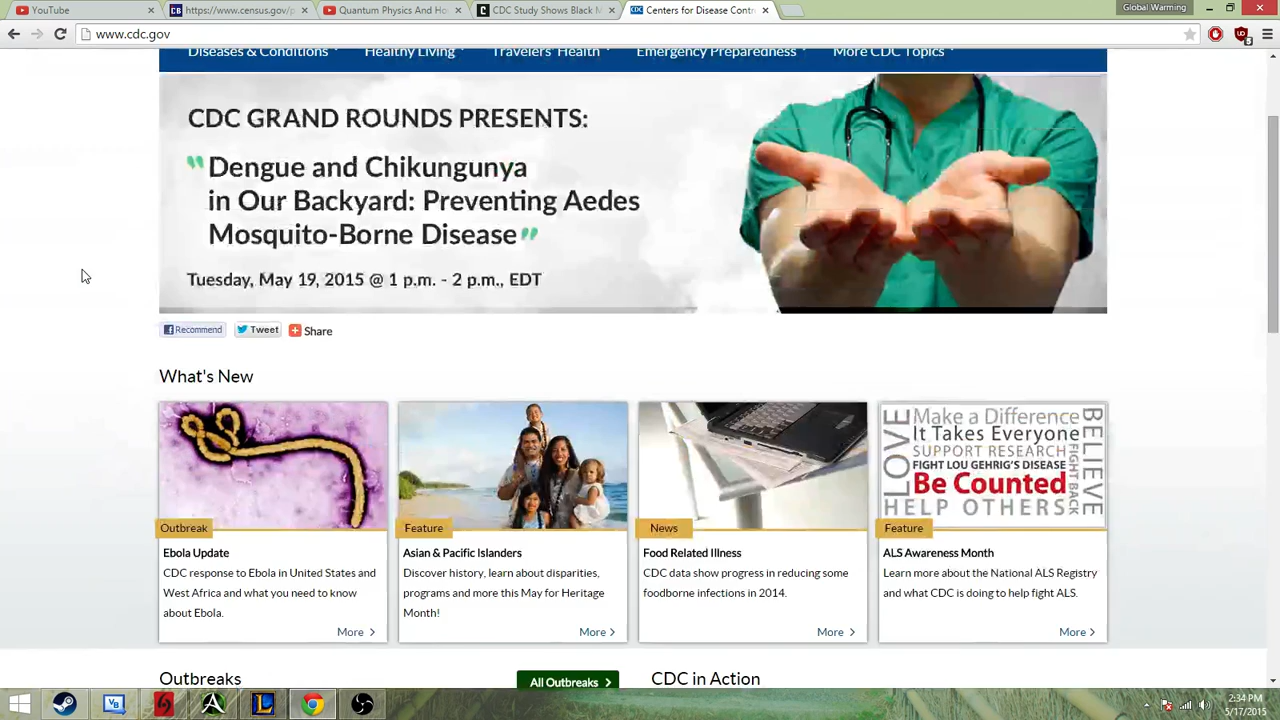 YouTube
https://www.census.gov/p
Quantum Physics And Ho
CDC Study Shows Black M
Centers for Disease Contr
Global Warming
www.cdc.gov
Diseases & Conditions
Healthy Living
Travelers' Health
Emergency Preparedness
More CDC Topics
CDC GRAND ROUNDS PRESENTS:
"Dengue and Chikungunya
in Our Backyard: Preventing Aedes
Mosquito-Borne Disease"
Tuesday, May 19, 2015 @ 1 p.m. - 2 p.m., EDT
Recommend
Tweet
Share
What's New
Outbreak
Ebola Update
CDC response to Ebola in United States and
West Africa and what you need to know
about Ebola.
More
Feature
Asian & Pacific Islanders
Discover history, learn about disparities,
programs and more this May for Heritage
Month!
More
News
Food Related Illness
CDC data show progress in reducing some
foodborne infections in 2014.
More
LOVE
Make a Difference
It Takes Everyone
SUPPORT RESEARCH
FIGHT LOU GEHRIG'S DISEASE
Be Counted
HELP OTHERS
FIGHT BACK
BELIEVE
Feature
ALS Awareness Month
Learn more about the National ALS Registry
and what CDC is doing to help fight ALS.
More
Outbreaks
All Outbreaks
CDC in Action
2:34 PM
5/17/2015